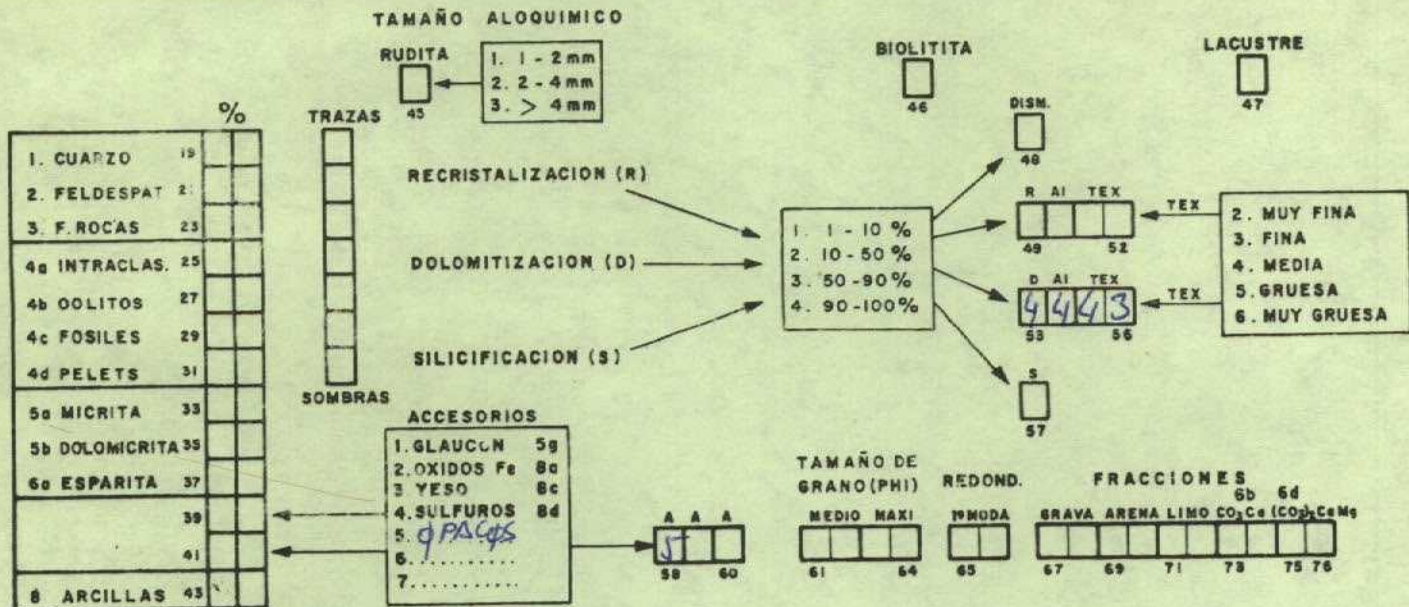 TAMAÑO ALOQUIMICO
RUDITA
45
1. 1 - 2 mm
2. 2 - 4 mm
3. > 4 mm
BIOLITITA
46
LACUSTRE
47
%
1. CUARZO 19
2. FELDESPAT 21
3. F. ROCAS 23
4a INTRACLAS. 25
4b OOLITOS 27
4c FOSILES 29
4d PELETS 31
5a MICRITA 33
5b DOLOMICRITA 35
6a ESPARITA 37
39
41
8 ARCILLAS 43
TRAZAS
SOMBRAS
RECRISTALIZACION (R)
DOLOMITIZACION (D)
SILICIFICACION (S)
1. 1 - 10 %
2. 10 - 50 %
3. 50 - 90 %
4. 90 - 100 %
DISM.
48
R AI TEX
49 52
TEX
D AI TEX
4 4 4 3
53 56
TEX
2. MUY FINA
3. FINA
4. MEDIA
5. GRUESA
6. MUY GRUESA
S
57
ACCESORIOS
1. GLAUCON 5g
2. OXIDOS Fe 8a
3 YESO 8c
4. SULFUROS 8d
5. ϕPACϕS
6. ..........
7. ..........
A A A
5
58 60
TAMAÑO DE
GRANO (PHI)
MEDIO MAXI
61 64
REDOND.
1ª MODA
65
FRACCIONES
6b 6d
GRAVA ARENA LIMO CO₃Ca (CO₃)₂CaMg
67 69 71 73 75 76